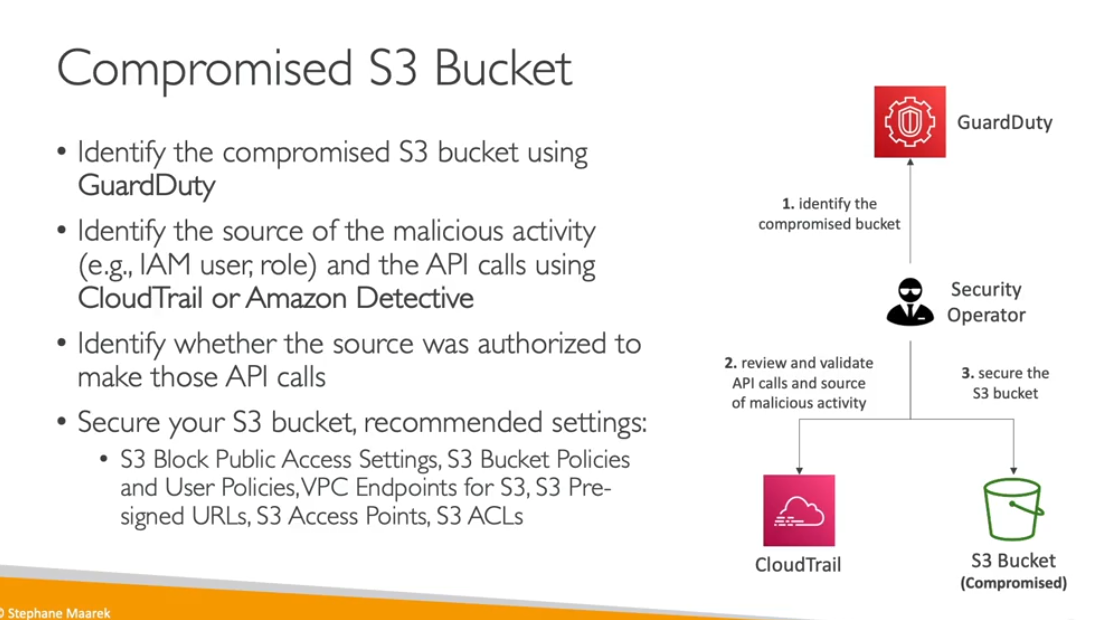 Compromised S3 Bucket
• Identify the compromised S3 bucket using
GuardDuty
• Identify the source of the malicious activity
(e.g., IAM user, role) and the API calls using
CloudTrail or Amazon Detective
• Identify whether the source was authorized to
make those API calls
• Secure your S3 bucket, recommended settings:
• S3 Block Public Access Settings, S3 Bucket Policies
and User Policies, VPC Endpoints for S3, S3 Pre-
signed URLs, S3 Access Points, S3 ACLs
GuardDuty
1. identify the
compromised bucket
Security
Operator
2. review and validate
API calls and source
of malicious activity
3. secure the
S3 bucket
CloudTrail
S3 Bucket
(Compromised)
© Stephane Maarek